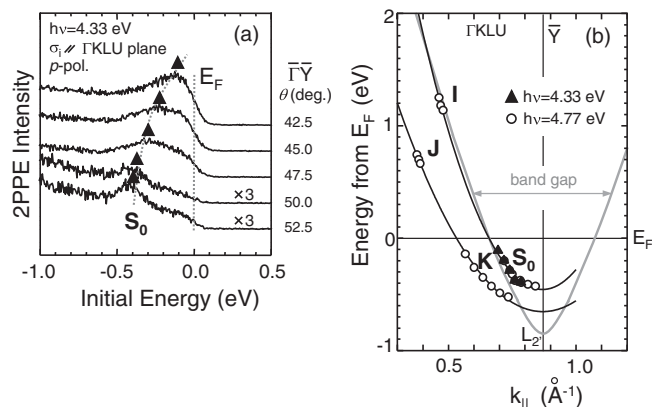 hν=4.33 eV
σi // ΓKLU plane
p-pol.
(a)
EF
Γ̄Ȳ
θ (deg.)
42.5
45.0
47.5
×3
50.0
×3
52.5
S0
2PPE Intensity
-1.0
-0.5
0.0
0.5
Initial Energy (eV)
ΓKLU
Ȳ
(b)
▲ hν=4.33 eV
○ hν=4.77 eV
I
J
band gap
K
S0
EF
L2'
Energy from EF (eV)
1
0
-1
0.5
1.0
k|| (Å-1)